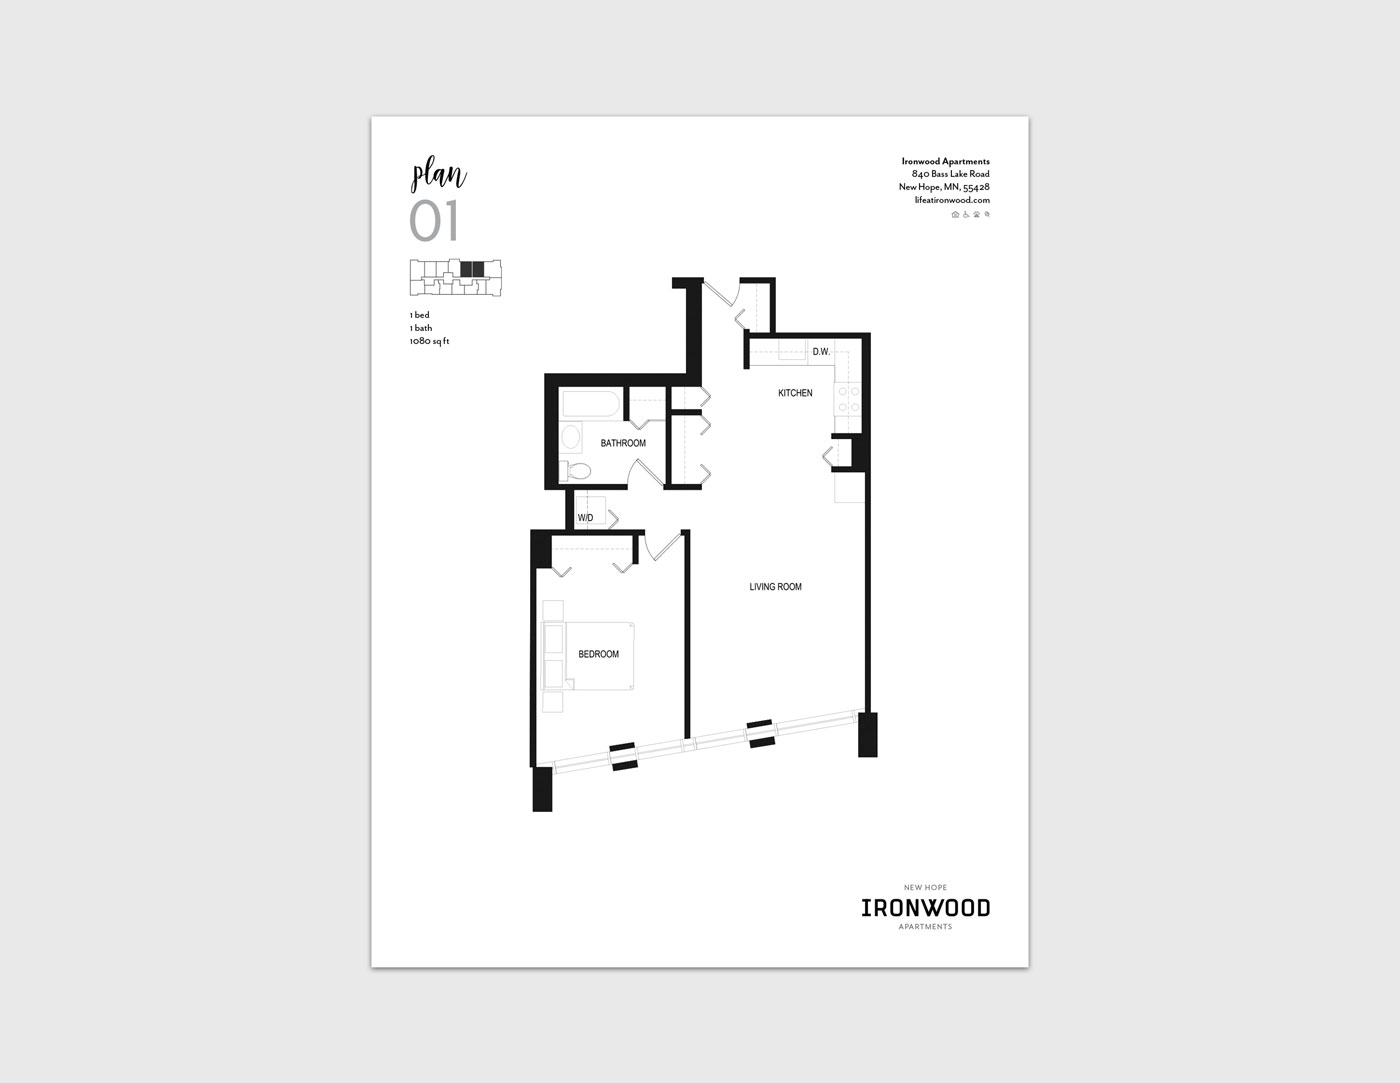 plan
01
1 bed
1 bath
1080 sq ft
Ironwood Apartments
840 Bass Lake Road
New Hope, MN, 55428
lifeatironwood.com
D.W.
KITCHEN
BATHROOM
W/D
LIVING ROOM
BEDROOM
NEW HOPE
IRONWOOD
APARTMENTS